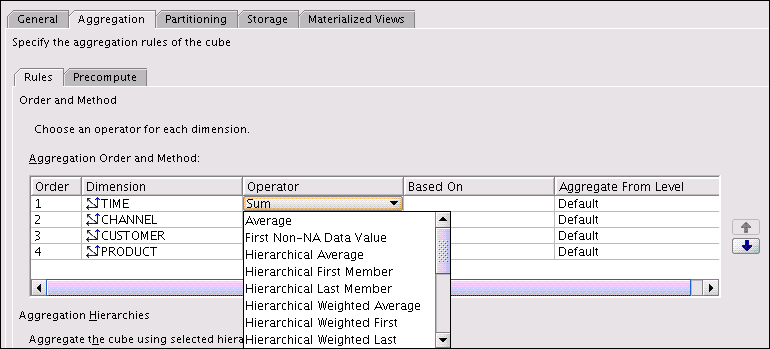 General Aggregation Partitioning Storage Materialized Views
Specify the aggregation rules of the cube
Rules Precompute
Order and Method
Choose an operator for each dimension.
Aggregation Order and Method:
Order Dimension Operator Based On Aggregate From Level
1 TIME Sum Default
2 CHANNEL Default
3 CUSTOMER Default
4 PRODUCT Default
Average
First Non-NA Data Value
Hierarchical Average
Hierarchical First Member
Hierarchical Last Member
Hierarchical Weighted Average
Hierarchical Weighted First
Hierarchical Weighted Last
Aggregation Hierarchies
Aggregate the cube using selected hiera